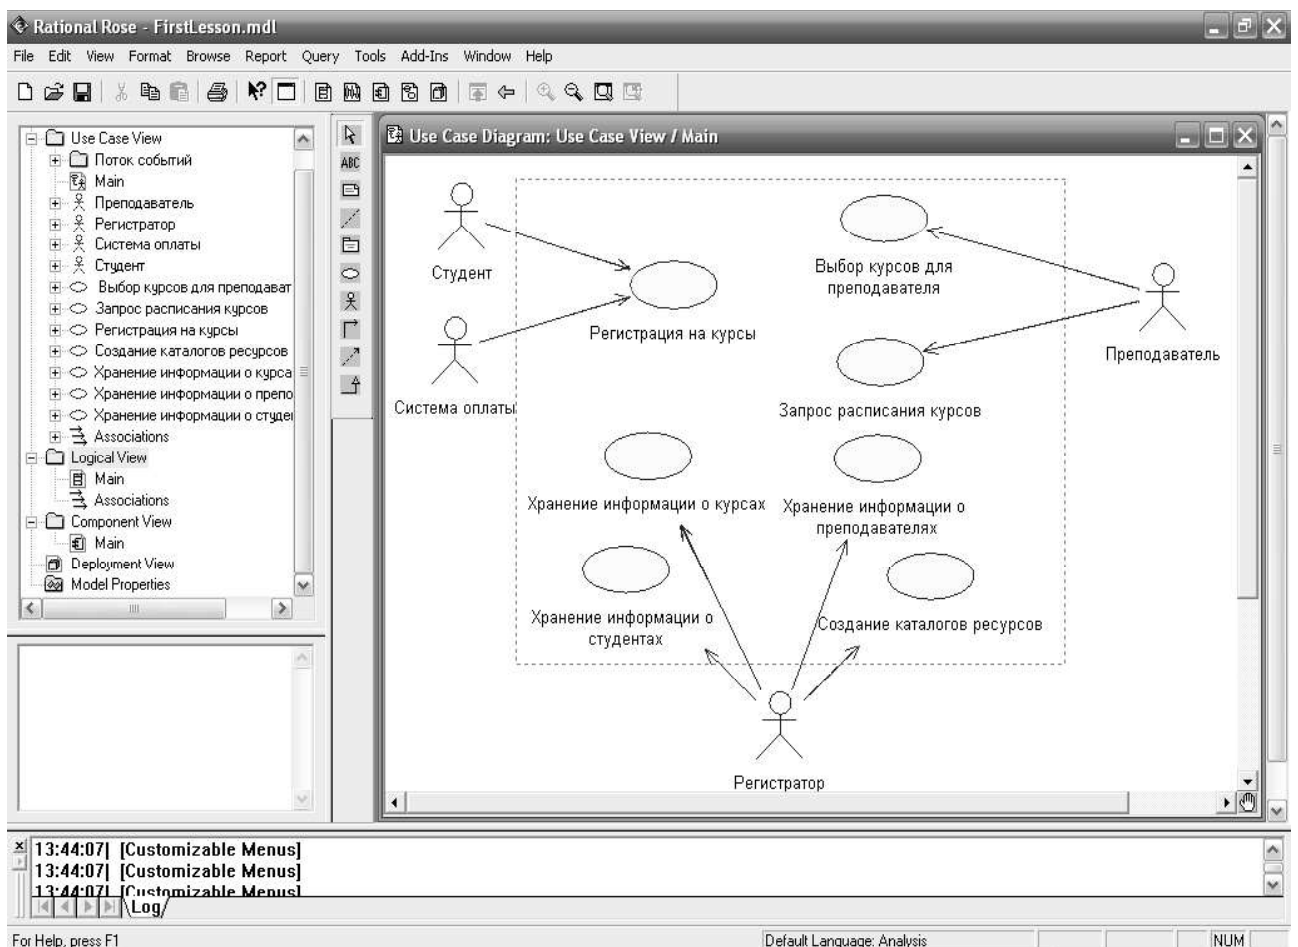 Rational Rose - FirstLesson.mdl
File Edit View Format Browse Report Query Tools Add-Ins Window Help
Use Case View
Поток событий
Main
Преподаватель
Регистратор
Система оплаты
Студент
Выбор курсов для преподават
Запрос расписания курсов
Регистрация на курсы
Создание каталогов ресурсов
Хранение информации о курса
Хранение информации о препо
Хранение информации о студен
Associations
Logical View
Main
Associations
Component View
Main
Deployment View
Model Properties
ABC
Use Case Diagram: Use Case View / Main
Студент
Система оплаты
Регистрация на курсы
Выбор курсов для
преподавателя
Преподаватель
Запрос расписания курсов
Хранение информации о курсах
Хранение информации о
преподавателях
Хранение информации о
студентах
Создание каталогов ресурсов
Регистратор
13:44:07| [Customizable Menus]
13:44:07| [Customizable Menus]
13:44:07| [Customizable Menus]
Log
For Help, press F1
Default Language: Analysis
NUM